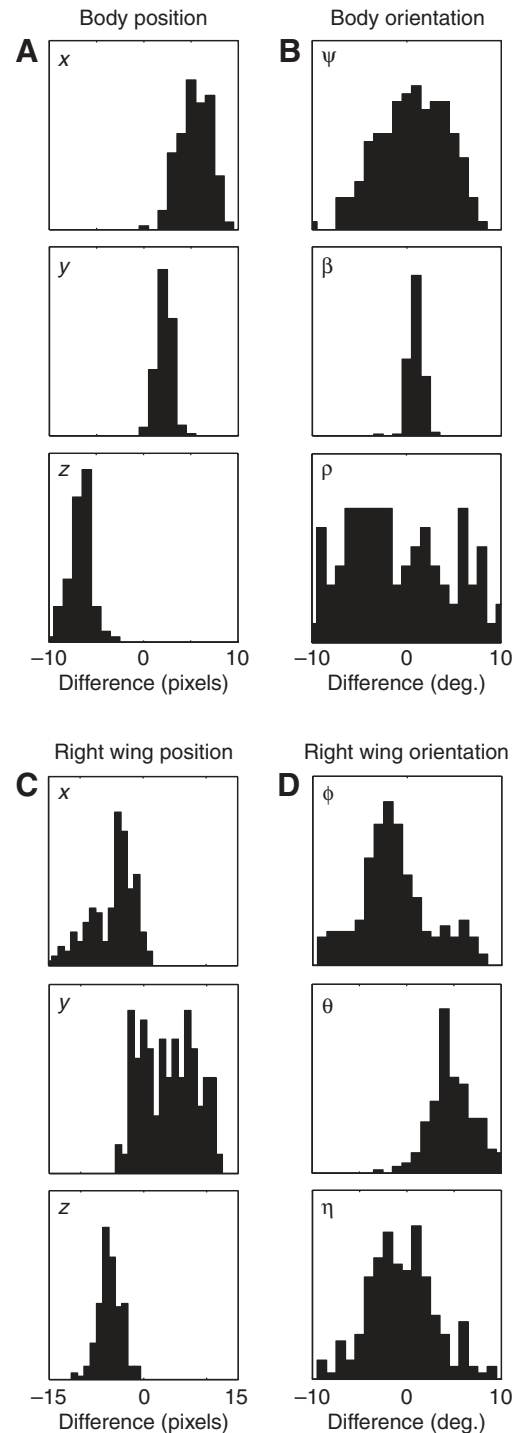 Body position
Body orientation
A
x
B
ψ
y
β
z
ρ
−10 0 10
−10 0 10
Difference (pixels)
Difference (deg.)
Right wing position
Right wing orientation
C
x
D
ϕ
y
θ
z
η
−15 0 15
−10 0 10
Difference (pixels)
Difference (deg.)